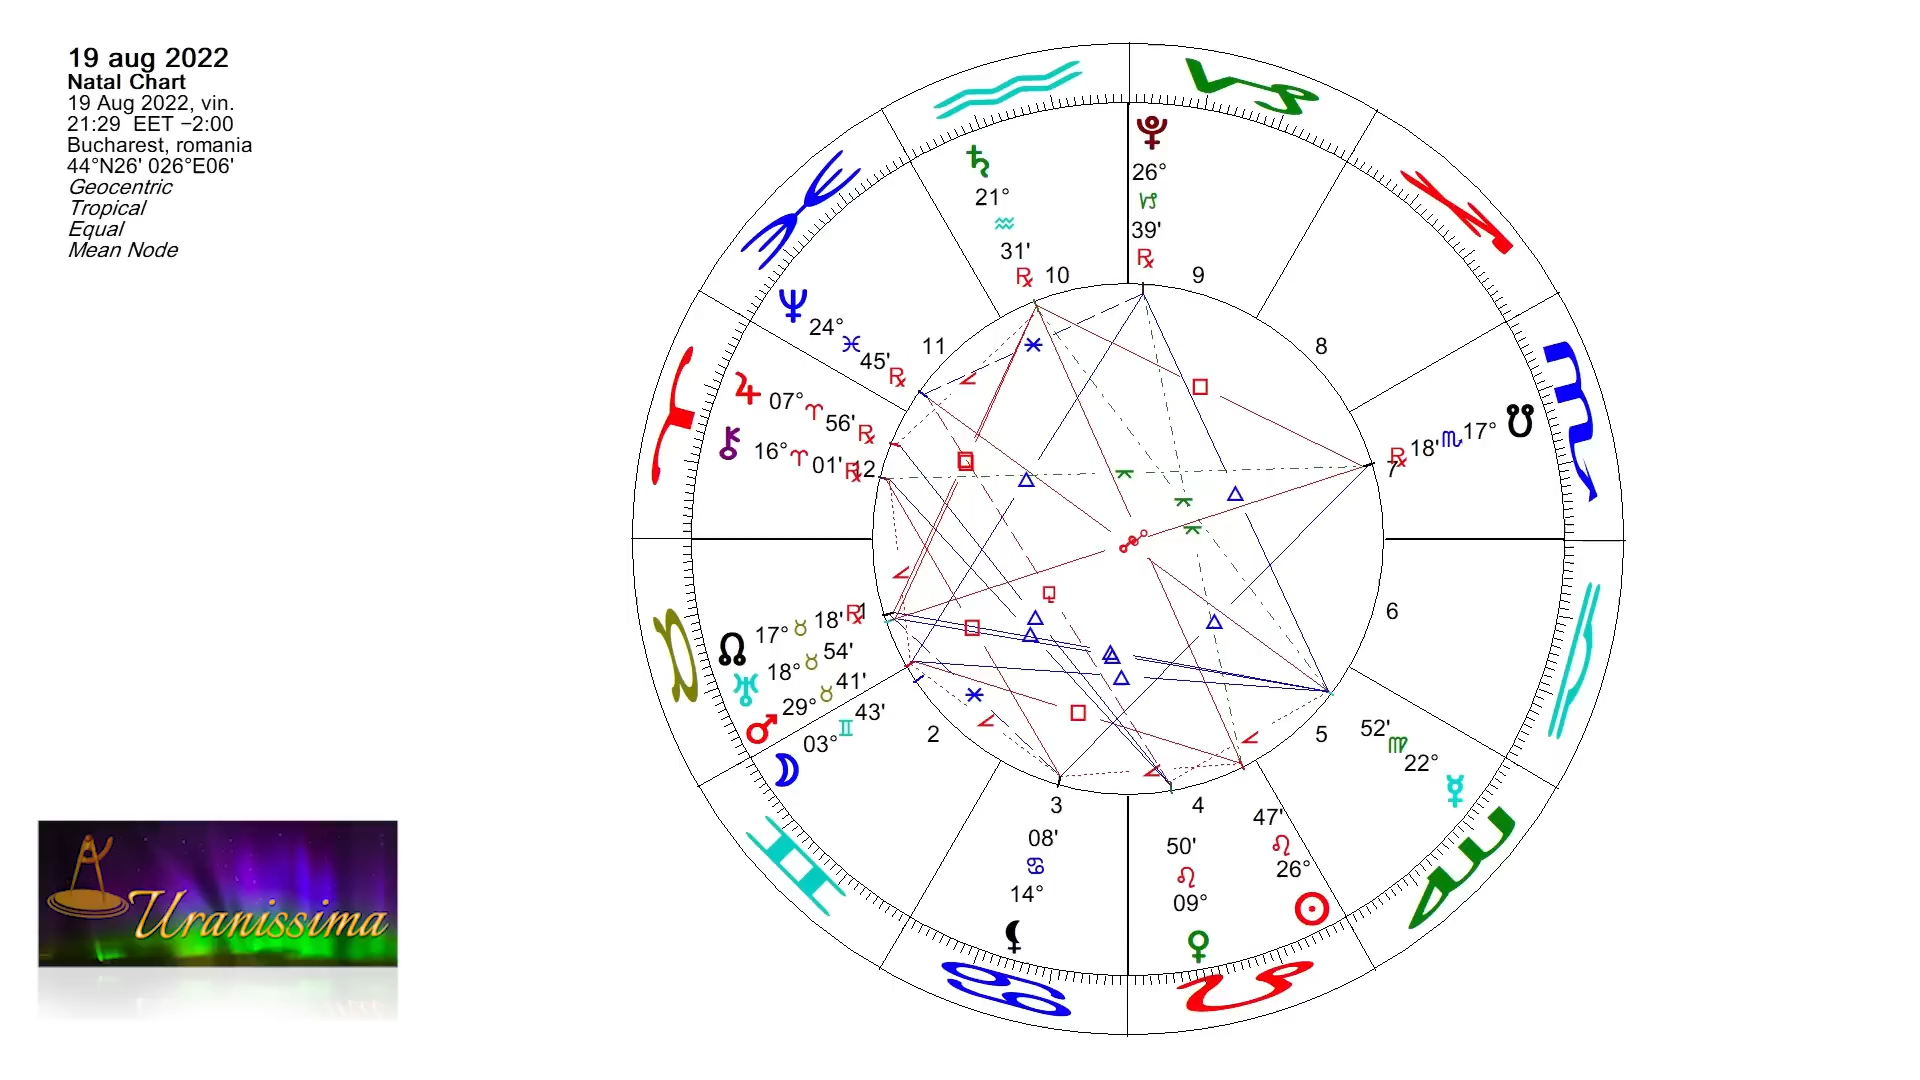 19 aug 2022
Natal Chart
19 Aug 2022, vin.
21:29 EET −2:00
Bucharest, romania
44°N26' 026°E06'
Geocentric
Tropical
Equal
Mean Node
♇
26°
♑
39'
℞
♄
21°
♒
31'
℞
10
9
♆ 24° ♓ 45' ℞
11
8
♃ 07° ♈ 56' ℞
⚷ 16° ♈ 01' ℞
12
℞ 18' ♏ 17° ☋
7
☊ 17° ♉ 18' ℞
1
6
♅ 18° ♉ 54'
♂ 29° ♉ 41'
☽ 03° ♊ 43'
2
5
52' ♍ 22° ☿
3
4
08'
♋
14°
⚸
50'
♌
09°
♀
47'
♌
26°
☉
Uranissima